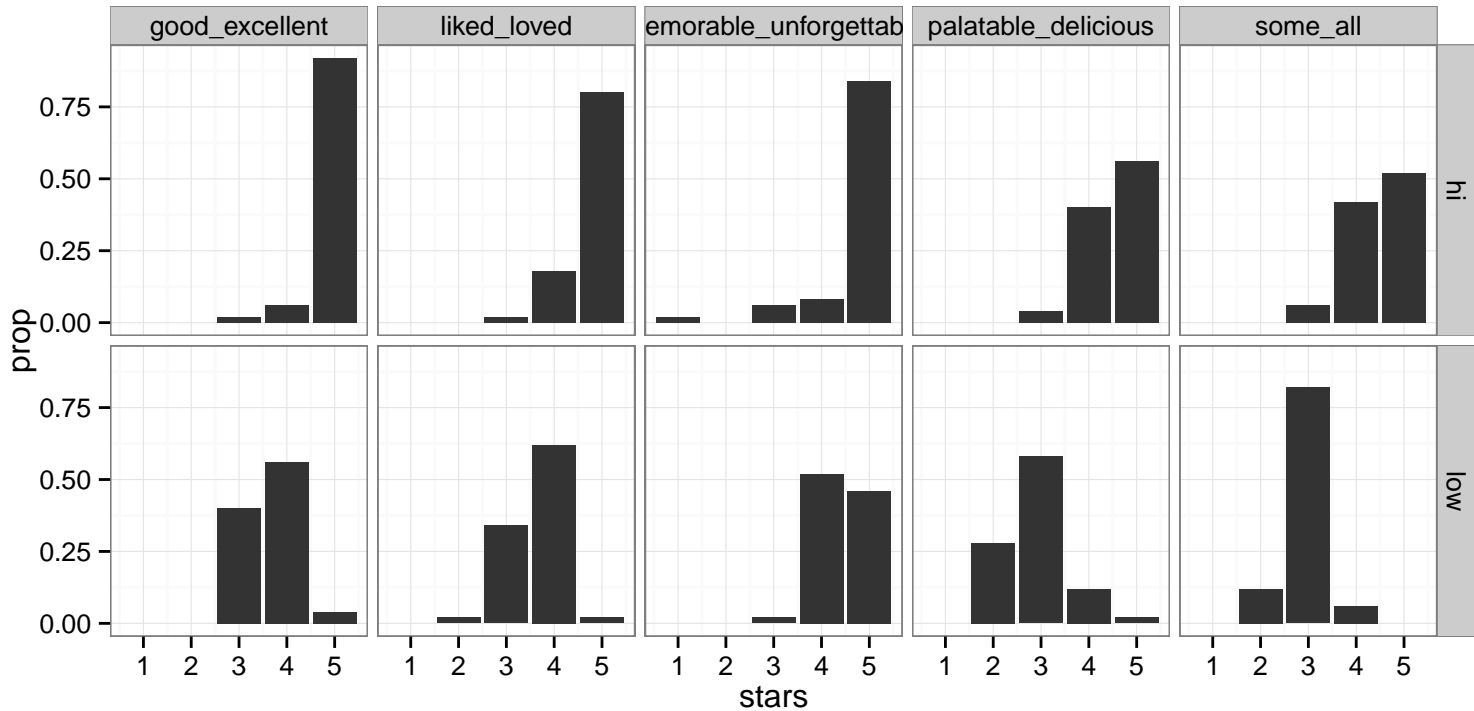 good_excellent liked_loved emorable_unforgettab palatable_delicious some_all
0.75
0.50
0.25
0.00
hi
prop
0.75
0.50
0.25
0.00
low
1 2 3 4 5 1 2 3 4 5 1 2 3 4 5 1 2 3 4 5 1 2 3 4 5
stars